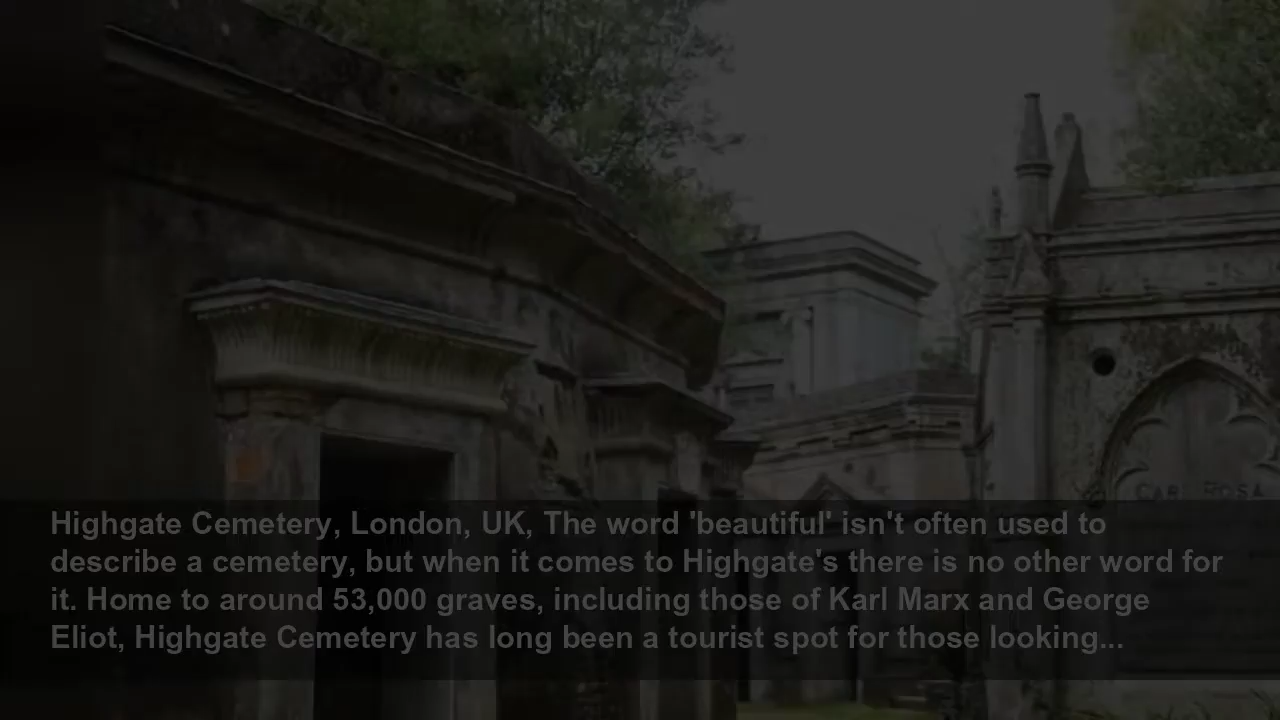 CARL ROSA
Highgate Cemetery, London, UK, The word 'beautiful' isn't often used to
describe a cemetery, but when it comes to Highgate's there is no other word for
it. Home to around 53,000 graves, including those of Karl Marx and George
Eliot, Highgate Cemetery has long been a tourist spot for those looking...